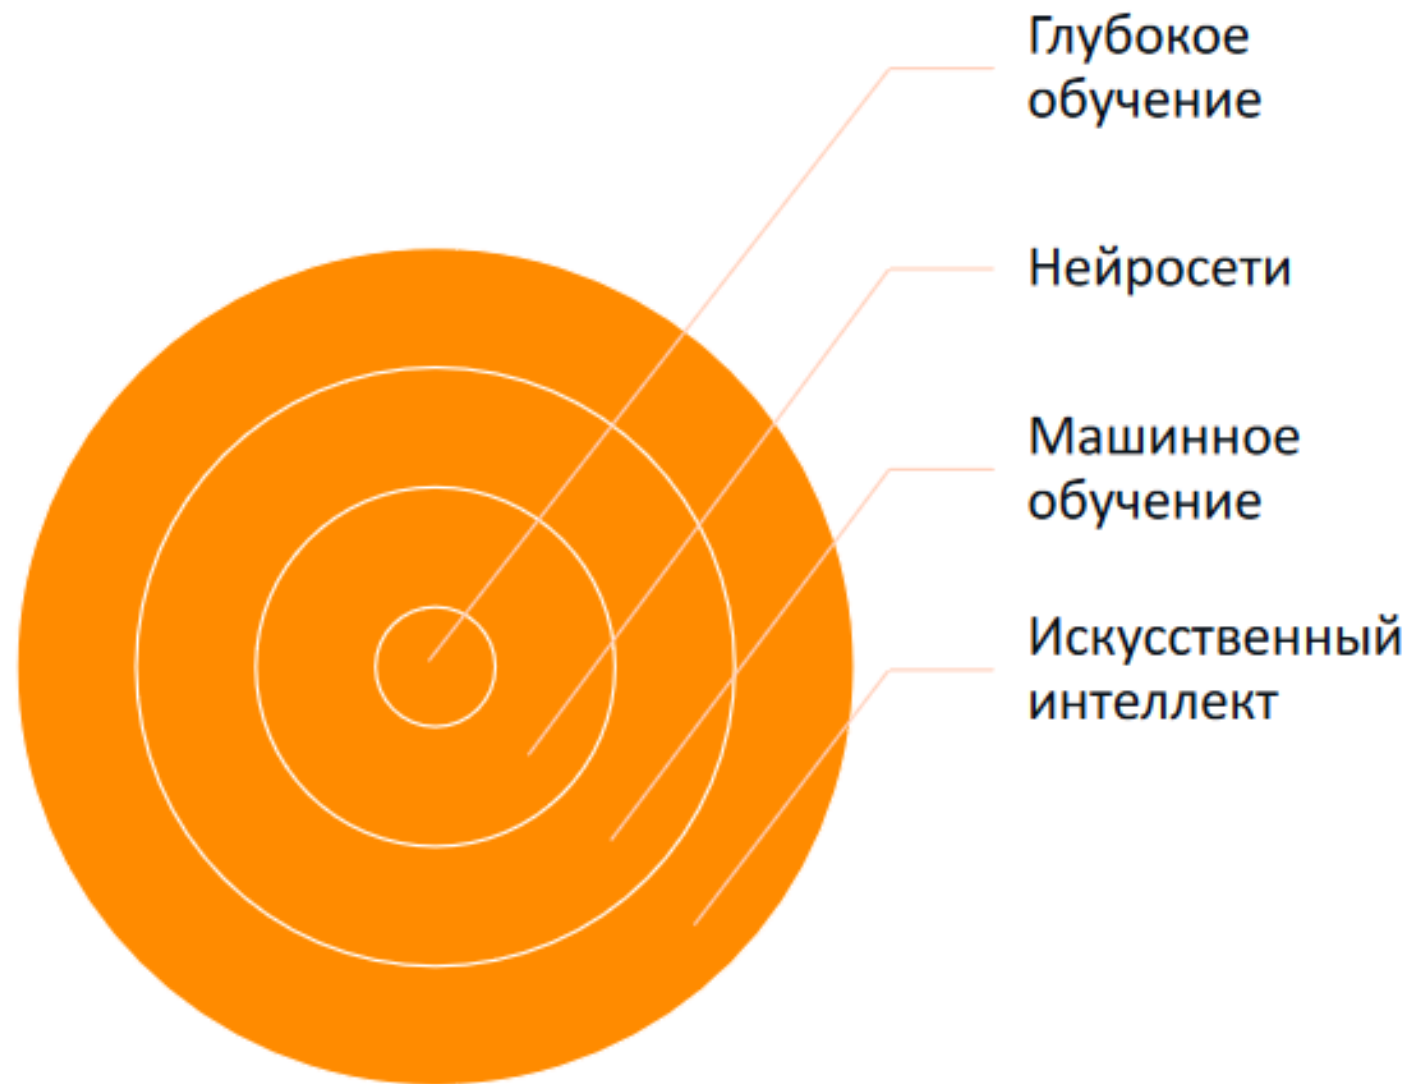 Глубокое
обучение
Нейросети
Машинное
обучение
Искусственный
интеллект